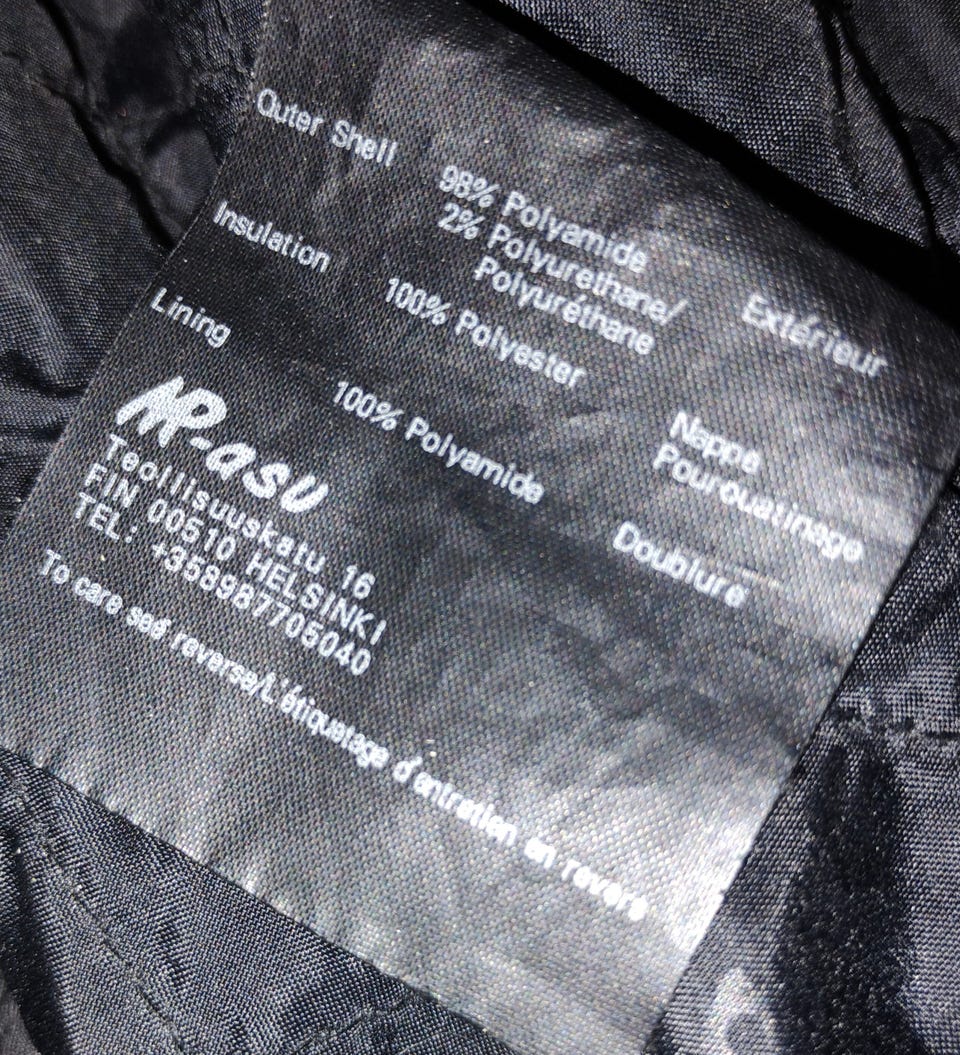 Outer Shell 98% Polyamide Extérieur
2% Polyurethane/
Polyuréthane
Insulation 100% Polyester Nappe
Pourouatinage
Lining 100% Polyamide Doublure
NR-asu
Teollisuuskatu 16
FIN 00510 HELSINKI
TEL: +358987705040
To care see reverse/L'étiquetage d'entretien en revers